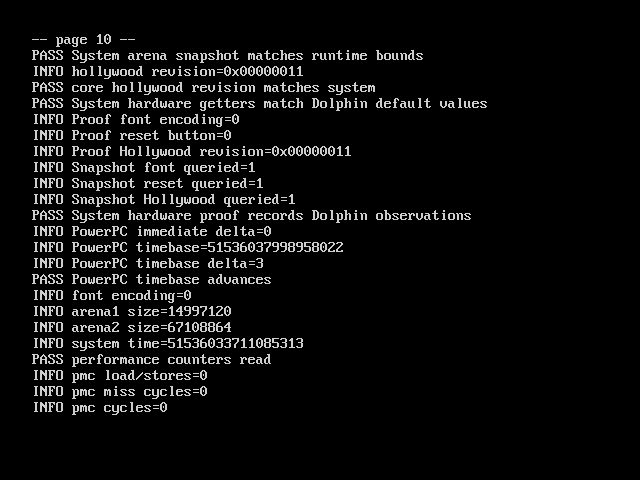 -- page 10 --
PASS System arena snapshot matches runtime bounds
INFO hollywood revision=0x00000011
PASS core hollywood revision matches system
PASS System hardware getters match Dolphin default values
INFO Proof font encoding=0
INFO Proof reset button=0
INFO Proof Hollywood revision=0x00000011
INFO Snapshot font queried=1
INFO Snapshot reset queried=1
INFO Snapshot Hollywood queried=1
PASS System hardware proof records Dolphin observations
INFO PowerPC immediate delta=0
INFO PowerPC timebase=51536037998958022
INFO PowerPC timebase delta=3
PASS PowerPC timebase advances
INFO font encoding=0
INFO arena1 size=14997120
INFO arena2 size=67108864
INFO system time=51536033711085313
PASS performance counters read
INFO pmc load/stores=0
INFO pmc miss cycles=0
INFO pmc cycles=0